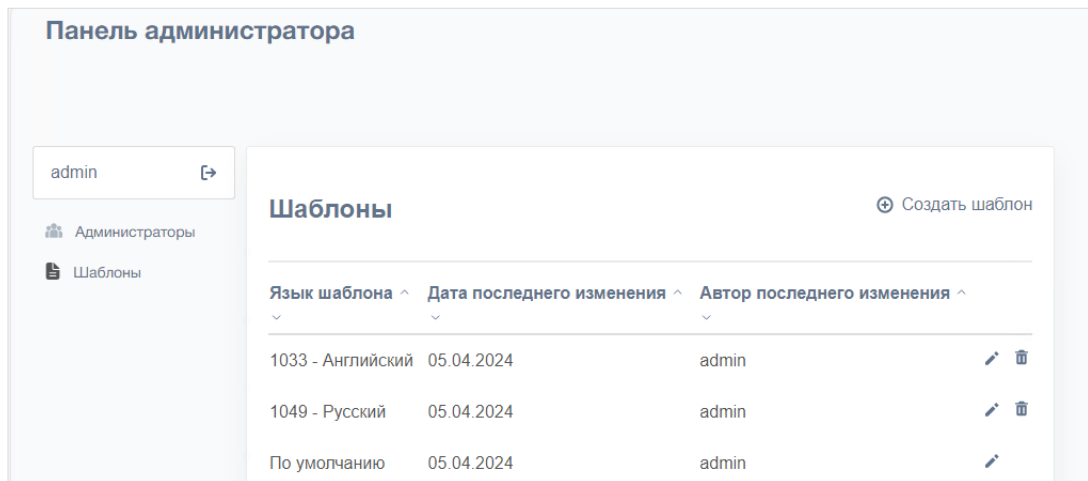 Панель администратора
admin
Администраторы
Шаблоны
Шаблоны
Создать шаблон
Язык шаблона Дата последнего изменения Автор последнего изменения
1033 - Английский 05.04.2024 admin
1049 - Русский 05.04.2024 admin
По умолчанию 05.04.2024 admin